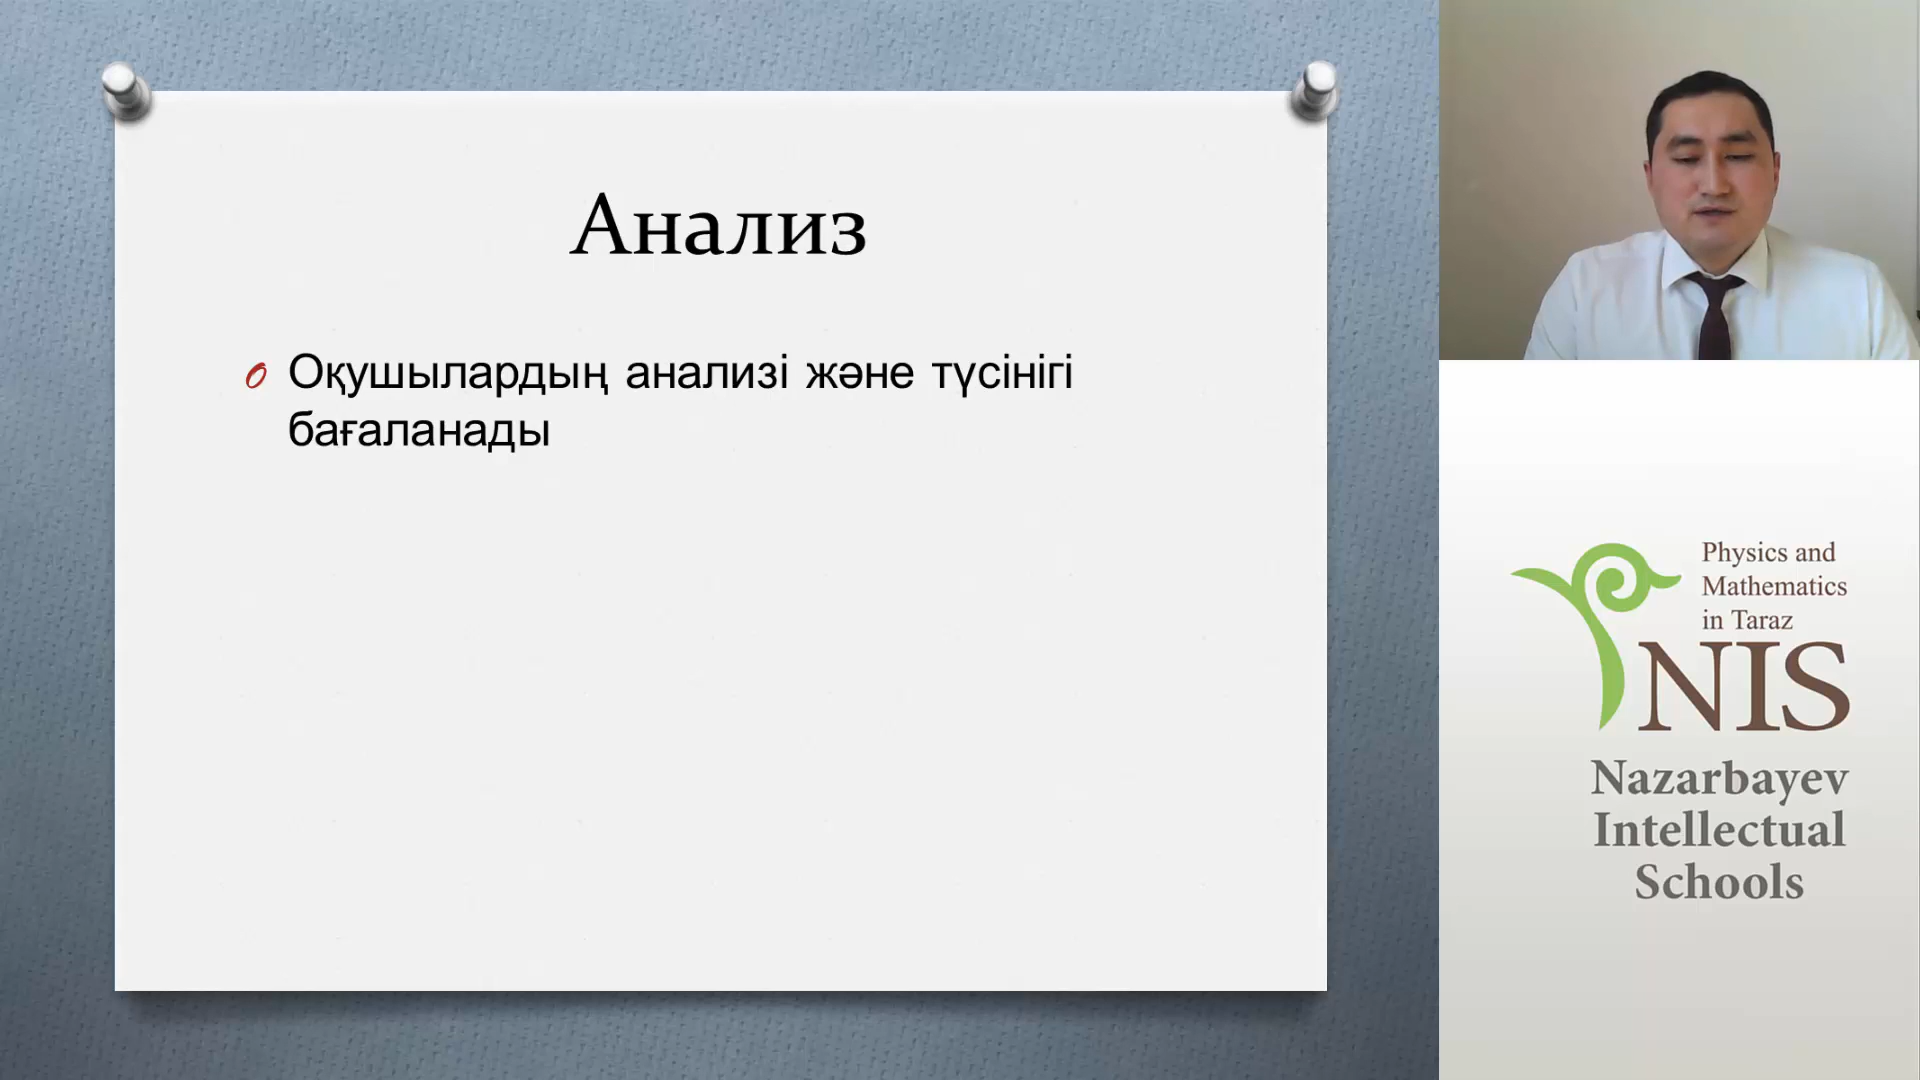 Анализ
Оқушылардың анализі және түсінігі
бағаланады
Physics and
Mathematics
in Taraz
NIS
Nazarbayev
Intellectual
Schools